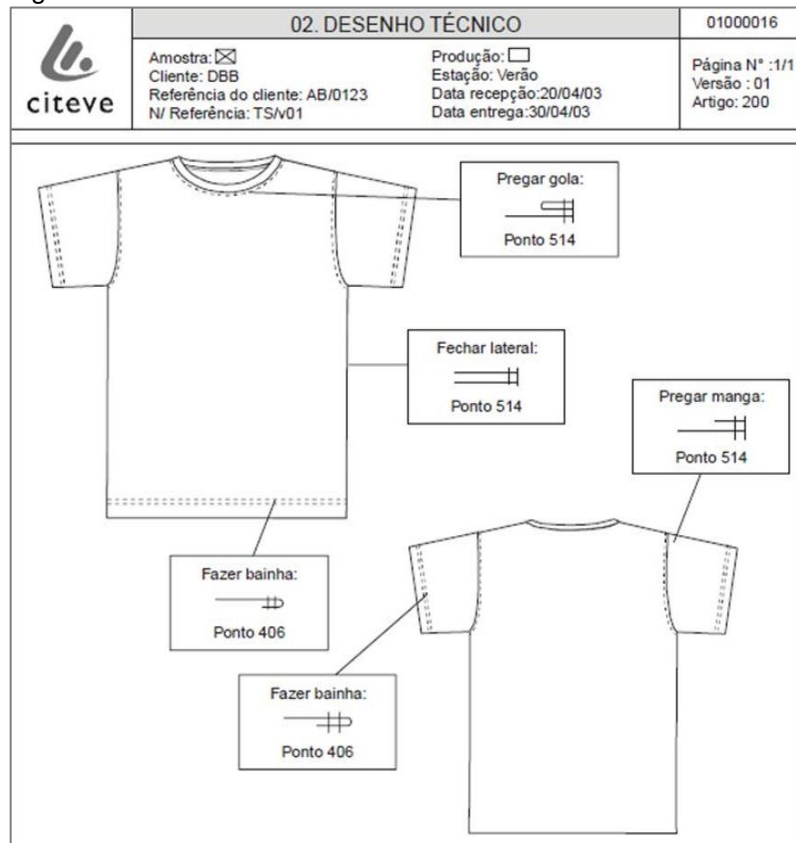 02. DESENHO TÉCNICO
01000016
citeve
Amostra:
Cliente: DBB
Referência do cliente: AB/0123
N/ Referência: TS/v01
Produção:
Estação: Verão
Data recepção:20/04/03
Data entrega:30/04/03
Página N° :1/1
Versão : 01
Artigo: 200
Pregar gola:
Ponto 514
Fechar lateral:
Ponto 514
Pregar manga:
Ponto 514
Fazer bainha:
Ponto 406
Fazer bainha:
Ponto 406